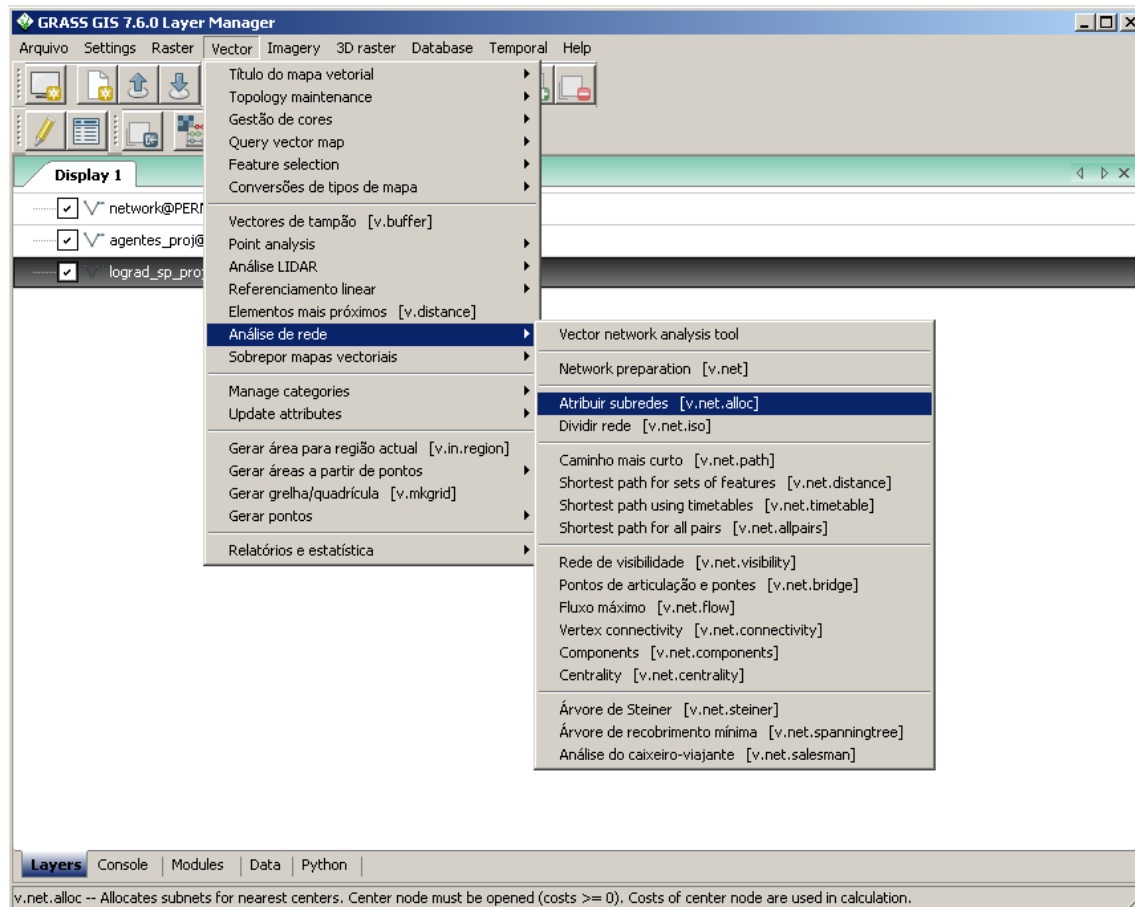 GRASS GIS 7.6.0 Layer Manager
Arquivo Settings Raster Vector Imagery 3D raster Database Temporal Help
Título do mapa vetorial
Topology maintenance
Gestão de cores
Query vector map
Feature selection
Conversões de tipos de mapa
Vectores de tampão [v.buffer]
Point analysis
Análise LIDAR
Referenciamento linear
Elementos mais próximos [v.distance]
Análise de rede
Sobrepor mapas vectoriais
Manage categories
Update attributes
Gerar área para região actual [v.in.region]
Gerar áreas a partir de pontos
Gerar grelha/quadrícula [v.mkgrid]
Gerar pontos
Relatórios e estatística
Display 1
network@PER
agentes_proj@
lograd_sp_pro
Vector network analysis tool
Network preparation [v.net]
Atribuir subredes [v.net.alloc]
Dividir rede [v.net.iso]
Caminho mais curto [v.net.path]
Shortest path for sets of features [v.net.distance]
Shortest path using timetables [v.net.timetable]
Shortest path for all pairs [v.net.allpairs]
Rede de visibilidade [v.net.visibility]
Pontos de articulação e pontes [v.net.bridge]
Fluxo máximo [v.net.flow]
Vertex connectivity [v.net.connectivity]
Components [v.net.components]
Centrality [v.net.centrality]
Árvore de Steiner [v.net.steiner]
Árvore de recobrimento mínima [v.net.spanningtree]
Análise do caixeiro-viajante [v.net.salesman]
Layers Console Modules Data Python
v.net.alloc -- Allocates subnets for nearest centers. Center node must be opened (costs >= 0). Costs of center node are used in calculation.